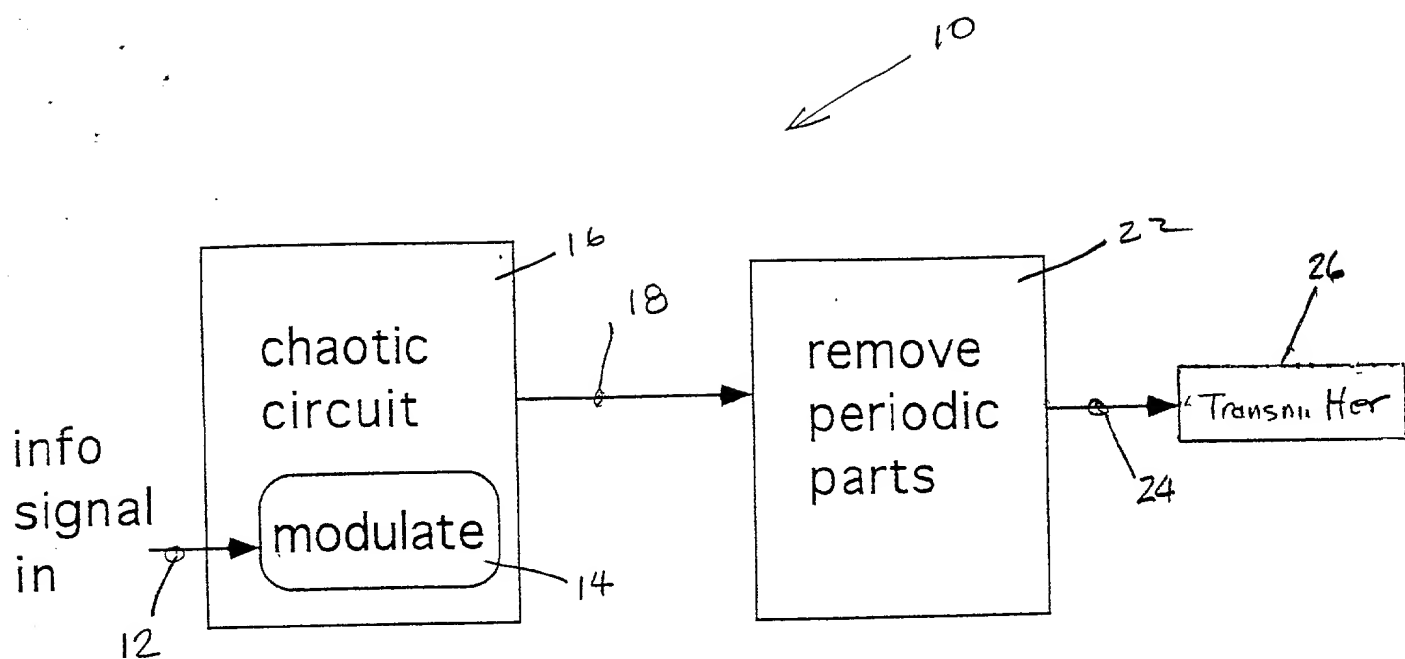 10
16
chaotic
circuit
18
22
remove
periodic
parts
26
Transmitter
24
info
signal
in
12
modulate
14